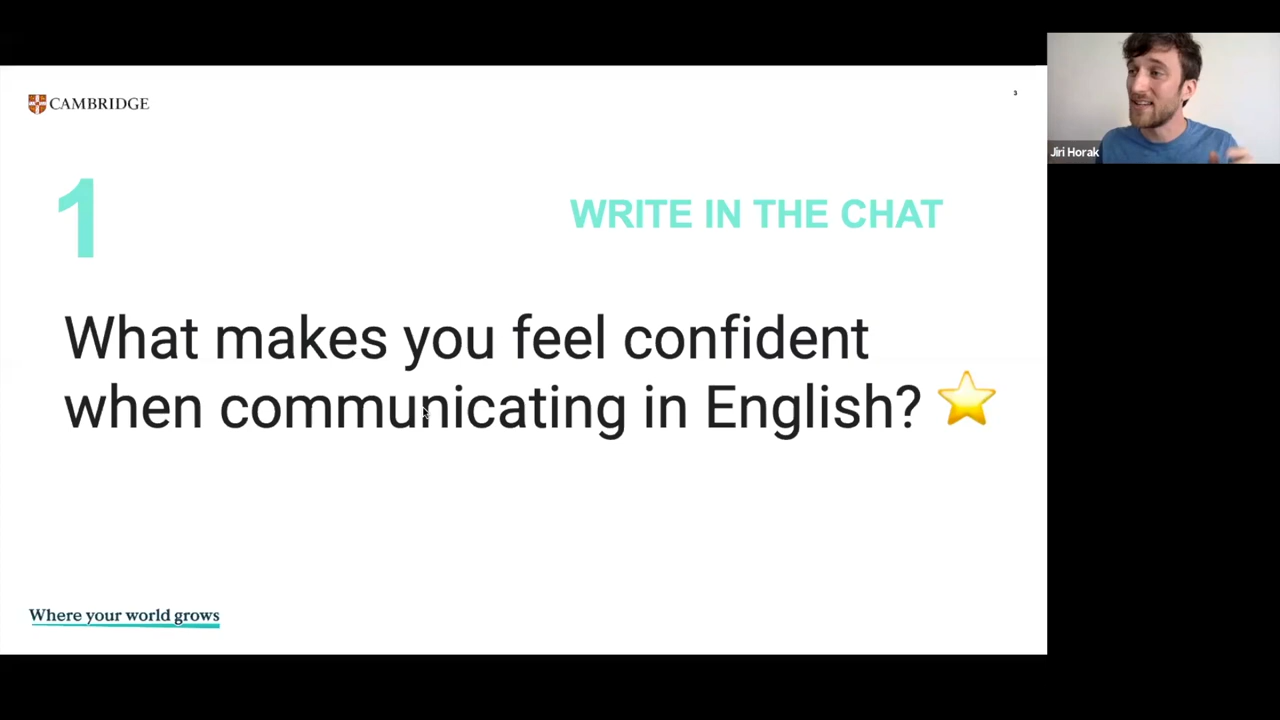 CAMBRIDGE
3
1
WRITE IN THE CHAT
What makes you feel confident
when communicating in English?
Where your world grows
Jiri Horak